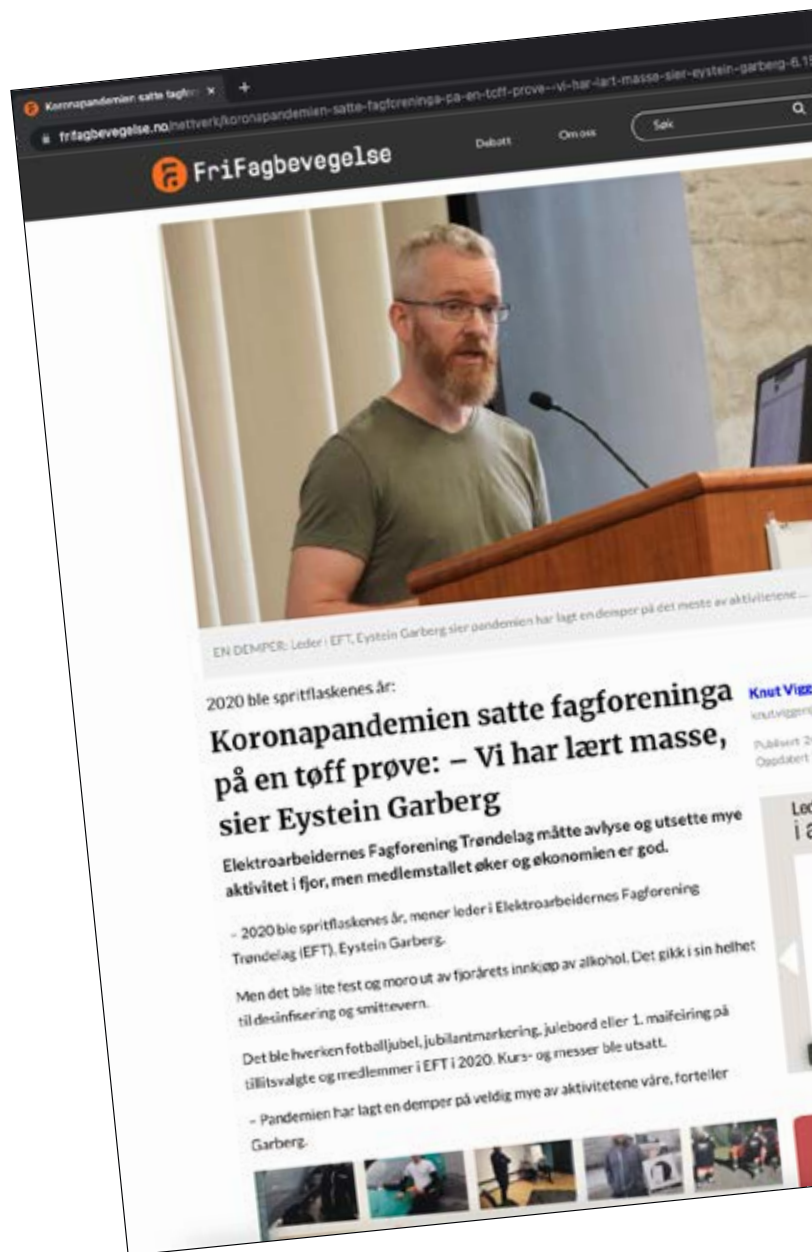 Koronapandemien satte fagfor
frifagbevegelse.no/nettverk/koronapandemien-satte-fagforeninga-pa-en-toff-prove--vi-har-lart-masse-sier-eystein-garberg-6.15
FriFagbevegelse
Debatt
Om oss
Søk
EN DEMPER: Leder i EFT, Eystein Garberg sier pandemien har lagt en demper på det meste av aktivitetene ...
2020 ble spritflaskenes år:
Koronapandemien satte fagforeninga
på en tøff prøve: – Vi har lært masse,
sier Eystein Garberg
Elektroarbeidernes Fagforening Trøndelag måtte avlyse og utsette mye
aktivitet i fjor, men medlemstallet øker og økonomien er god.
– 2020 ble spritflaskenes år, mener leder i Elektroarbeidernes Fagforening
Trøndelag (EFT), Eystein Garberg.
Men det ble lite fest og moro ut av fjorårets innkjøp av alkohol. Det gikk i sin helhet
til desinfisering og smittevern.
Det ble hverken fotballjubel, jubilantmarkering, julebord eller 1. maifeiring på
tillitsvalgte og medlemmer i EFT i 2020. Kurs- og messer ble utsatt.
– Pandemien har lagt en demper på veldig mye av aktivitetene våre, forteller
Garberg.
Knut Vigg
Publisert 2
Oppdatert
Led
i a